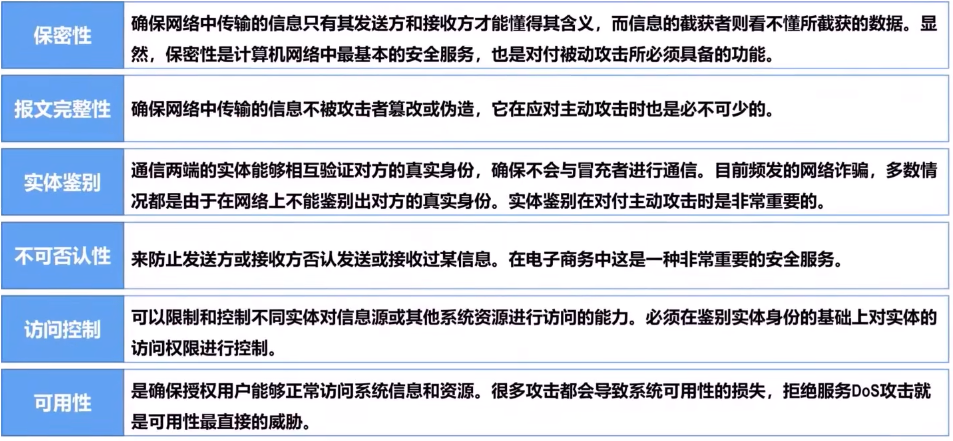 保密性
确保网络中传输的信息只有其发送方和接收方才能懂得其含义，而信息的截获者则看不懂所截获的数据。显
然，保密性是计算机网络中最基本的安全服务，也是对付被动攻击所必须具备的功能。
报文完整性
确保网络中传输的信息不被攻击者篡改或伪造，它在应对主动攻击时也是必不可少的。
实体鉴别
通信两端的实体能够相互验证对方的真实身份，确保不会与冒充者进行通信。目前频发的网络诈骗，多数情
况都是由于在网络上不能鉴别出对方的真实身份。实体鉴别在对付主动攻击时是非常重要的。
不可否认性
来防止发送方或接收方否认发送或接收过某信息。在电子商务中这是一种非常重要的安全服务。
访问控制
可以限制和控制不同实体对信息源或其他系统资源进行访问的能力。必须在鉴别实体身份的基础上对实体的
访问权限进行控制。
可用性
是确保授权用户能够正常访问系统信息和资源。很多攻击都会导致系统可用性的损失，拒绝服务DoS攻击就
是可用性最直接的威胁。